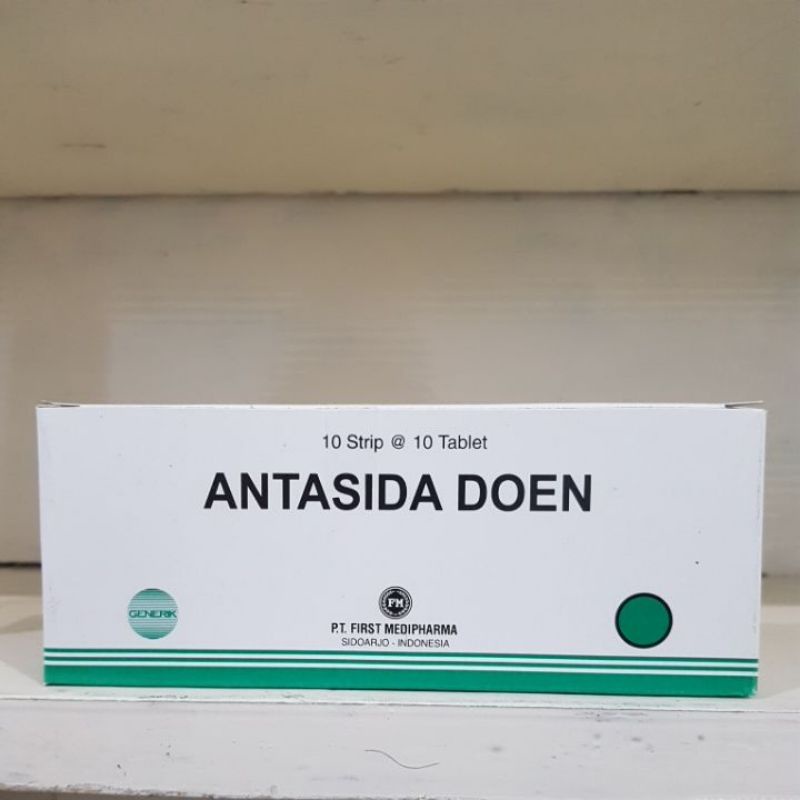 10 Strip @ 10 Tablet
ANTASIDA DOEN
GENERIK
FM
P.T. FIRST MEDIPHARMA
SIDOARJO - INDONESIA